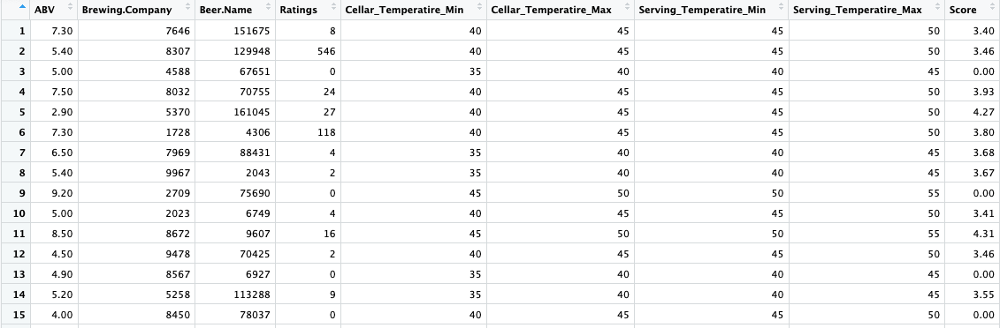 ABV Brewing.Company Beer.Name Ratings Cellar_Temperatire_Min Cellar_Temperatire_Max Serving_Temperatire_Min Serving_Temperatire_Max Score
1 7.30 7646 151675 8 40 45 45 50 3.40
2 5.40 8307 129948 546 40 45 45 50 3.46
3 5.00 4588 67651 0 35 40 40 45 0.00
4 7.50 8032 70755 24 40 45 45 50 3.93
5 2.90 5370 161045 27 40 45 45 50 4.27
6 7.30 1728 4306 118 40 45 45 50 3.80
7 6.50 7969 88431 4 35 40 40 45 3.68
8 5.40 9967 2043 2 35 40 40 45 3.67
9 9.20 2709 75690 0 45 50 50 55 0.00
10 5.00 2023 6749 4 40 45 45 50 3.41
11 8.50 8672 9607 16 45 50 50 55 4.31
12 4.50 9478 70425 2 40 45 45 50 3.46
13 4.90 8567 6927 0 35 40 40 45 0.00
14 5.20 5258 113288 9 35 40 40 45 3.55
15 4.00 8450 78037 0 40 45 45 50 0.00